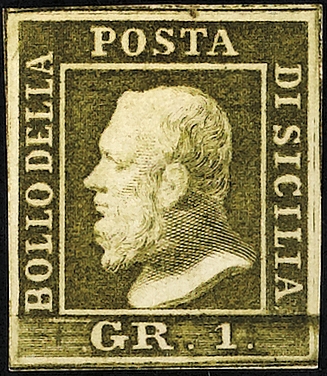 BOLLO DELLA
POSTA
DI SICILIA
GR. 1.